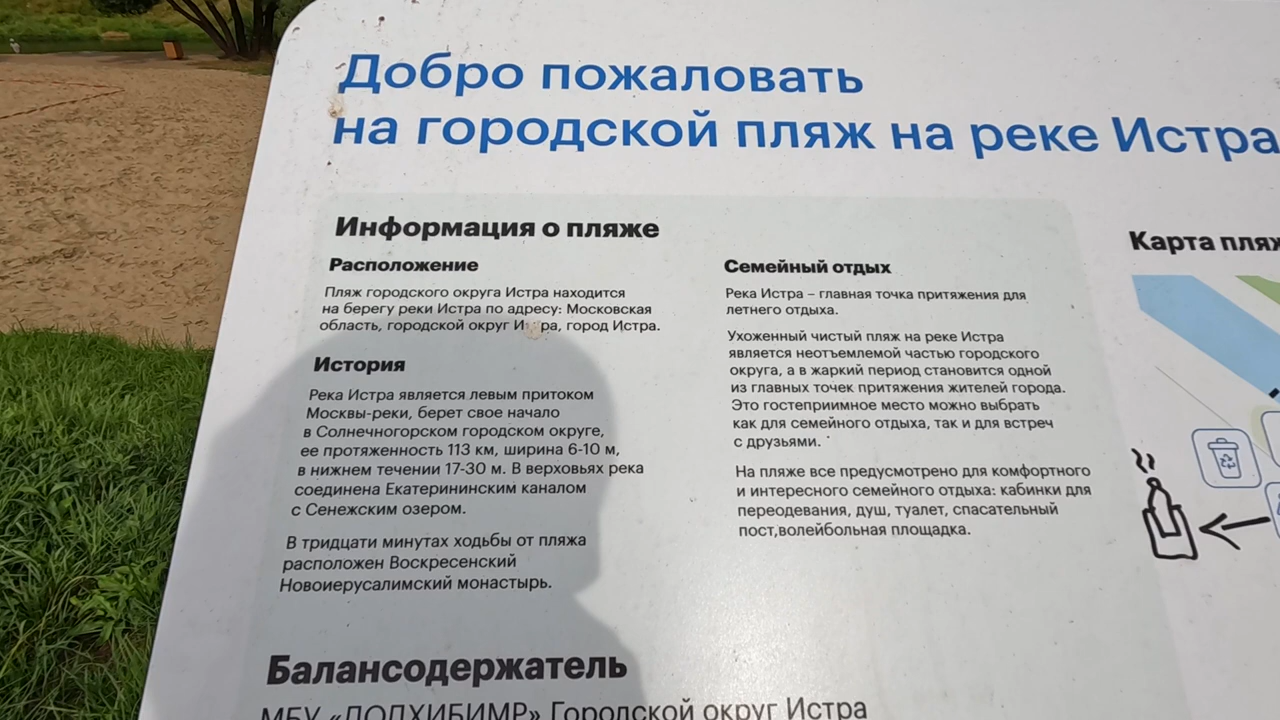 Добро пожаловать
на городской пляж на реке Истра
Информация о пляже
Расположение
Пляж городского округа Истра находится
на берегу реки Истра по адресу: Московская
область, городской округ Истра, город Истра.
История
Река Истра является левым притоком
Москвы-реки, берет свое начало
в Солнечногорском городском округе,
ее протяженность 113 км, ширина 6-10 м,
в нижнем течении 17-30 м. В верховьях река
соединена Екатерининским каналом
с Сенежским озером.
В тридцати минутах ходьбы от пляжа
расположен Воскресенский
Новоиерусалимский монастырь.
Семейный отдых
Река Истра – главная точка притяжения для
летнего отдыха.
Ухоженный чистый пляж на реке Истра
является неотъемлемой частью городского
округа, а в жаркий период становится одной
из главных точек притяжения жителей города.
Это гостеприимное место можно выбрать
как для семейного отдыха, так и для встреч
с друзьями.
На пляже все предусмотрено для комфортного
и интересного семейного отдыха: кабинки для
переодевания, душ, туалет, спасательный
пост,волейбольная площадка.
Карта
Балансодержатель
МБУ Городской округ Истра